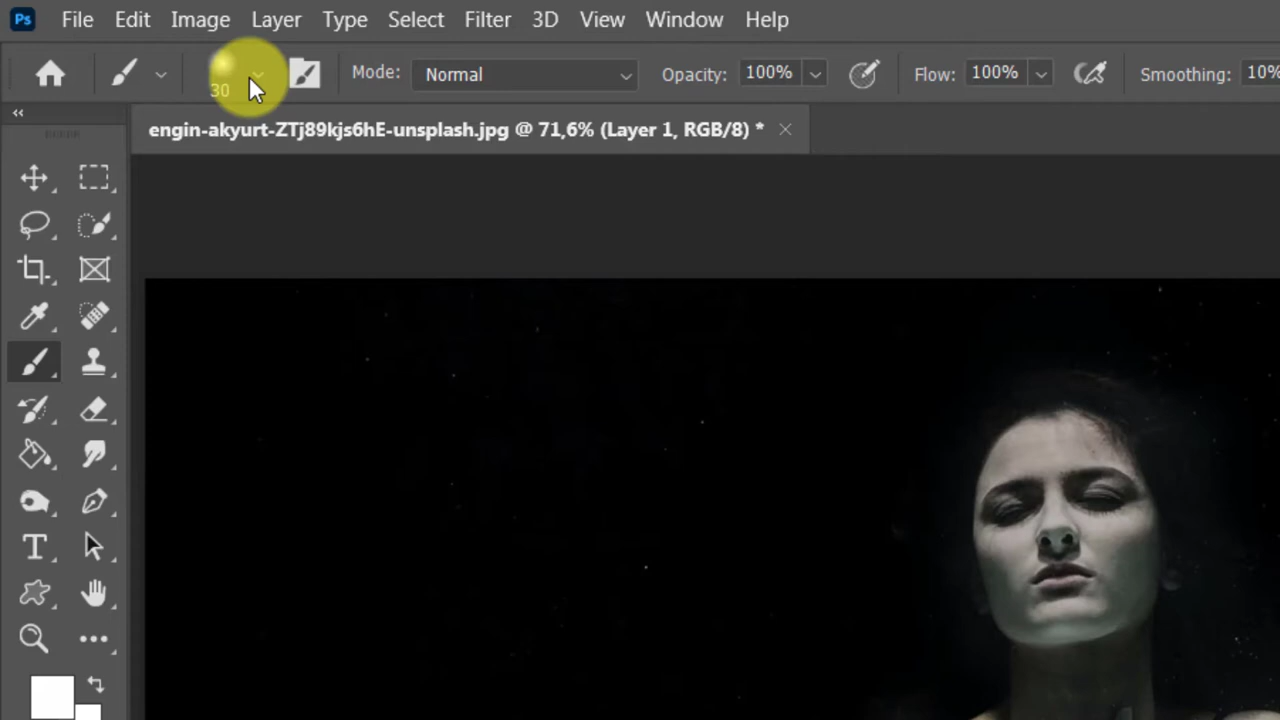 Ps File Edit Image Layer Type Select Filter 3D View Window Help
30 Mode: Normal Opacity: 100% Flow: 100% Smoothing: 10%
engin-akyurt-ZTj89kjs6hE-unsplash.jpg @ 71,6% (Layer 1, RGB/8) *